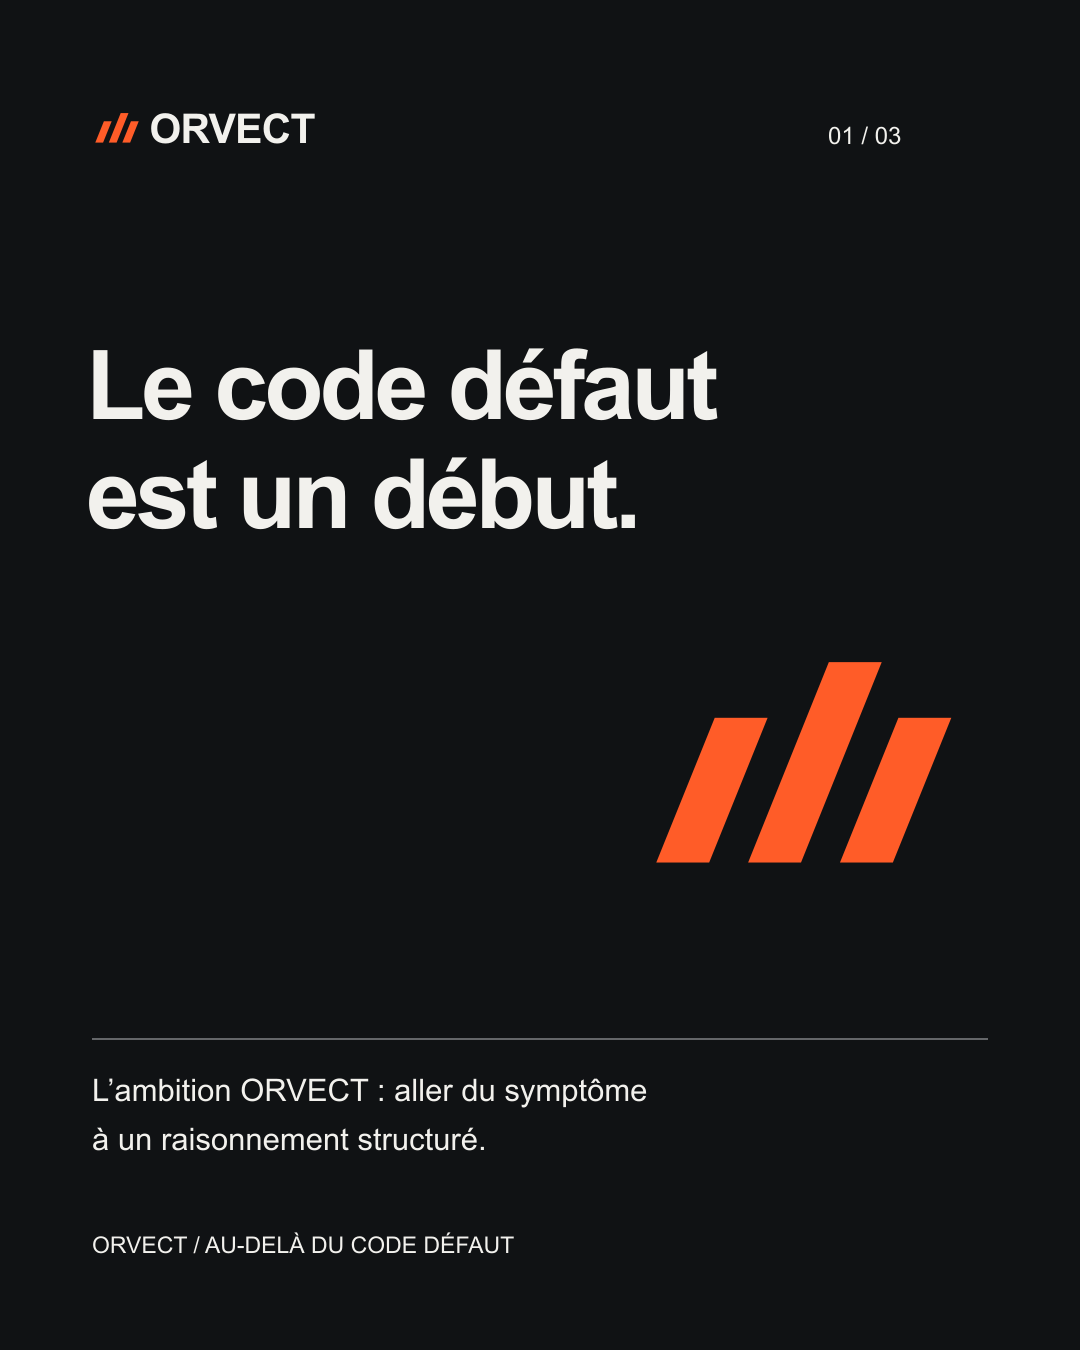 ORVECT
01 / 03
Le code défaut
est un début.
L’ambition ORVECT : aller du symptôme
à un raisonnement structuré.
ORVECT / AU-DELÀ DU CODE DÉFAUT